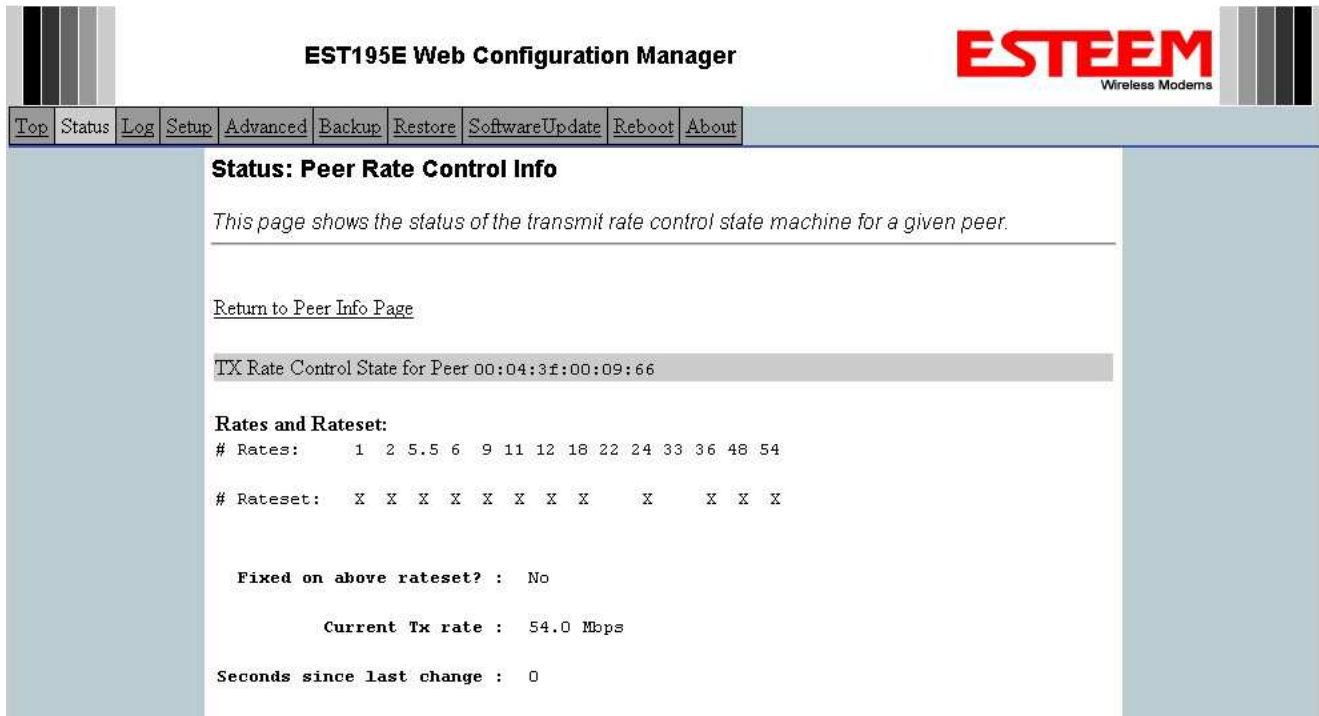 EST195E Web Configuration Manager
ESTEEM
Wireless Modems
Top Status Log Setup Advanced Backup Restore SoftwareUpdate Reboot About
Status: Peer Rate Control Info
This page shows the status of the transmit rate control state machine for a given peer.
Return to Peer Info Page
TX Rate Control State for Peer 00:04:3f:00:09:66
Rates and Rateset:
# Rates: 1 2 5.5 6 9 11 12 18 22 24 33 36 48 54
# Rateset: X X X X X X X X X X X X
Fixed on above rateset? : No
Current Tx rate : 54.0 Mbps
Seconds since last change : 0